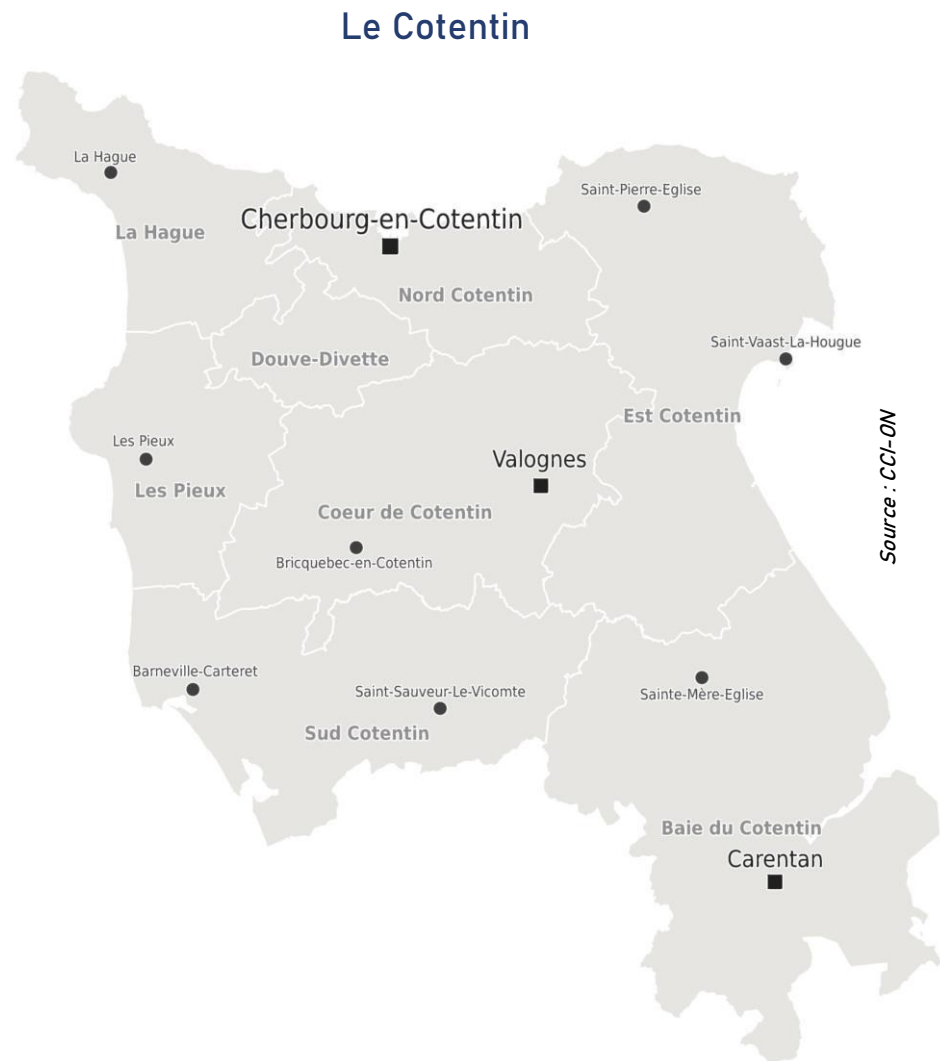 Le Cotentin
La Hague
Saint-Pierre-Eglise
Cherbourg-en-Cotentin
La Hague
Nord Cotentin
Saint-Vaast-La-Hougue
Douve-Divette
Est Cotentin
Les Pieux
Valognes
Les Pieux
Coeur de Cotentin
Bricquebec-en-Cotentin
Source : CCI-ON
Barneville-Carteret
Saint-Sauveur-Le-Vicomte
Sainte-Mère-Eglise
Sud Cotentin
Baie du Cotentin
Carentan